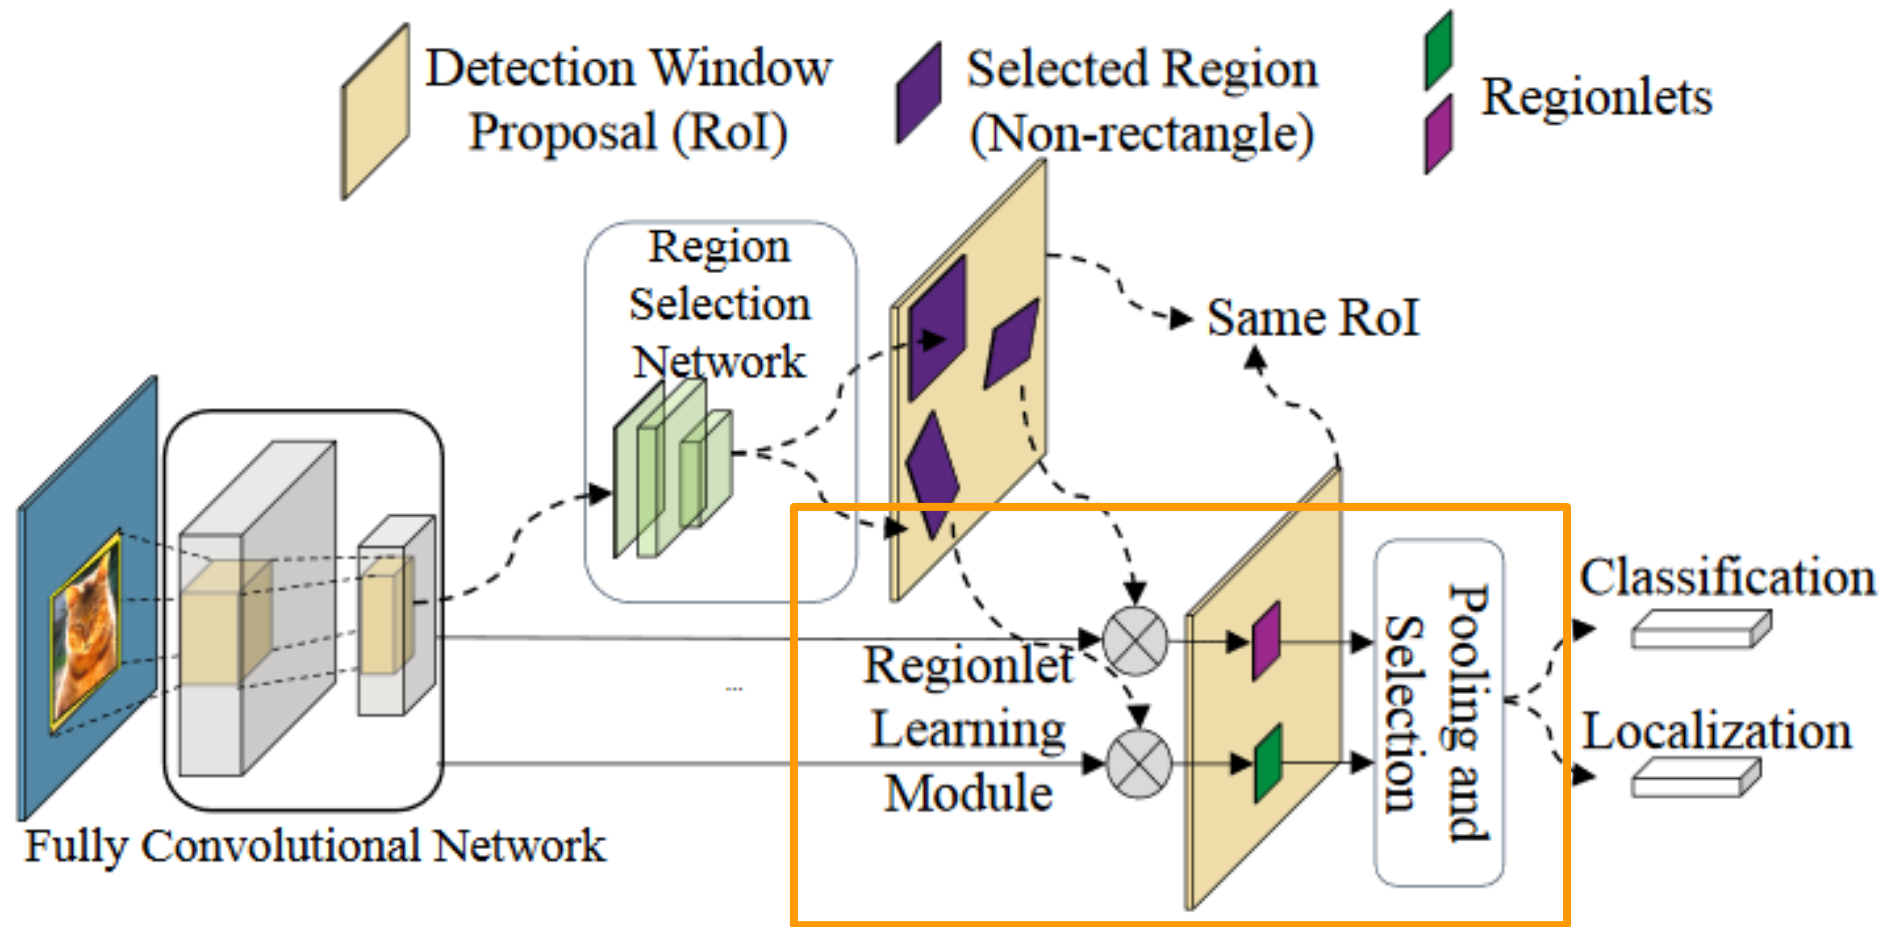 Detection Window
Proposal (RoI)
Selected Region
(Non-rectangle)
Regionlets
Region
Selection
Network
Same RoI
Fully Convolutional Network
...
Regionlet
Learning
Module
Pooling and
Selection
Classification
Localization